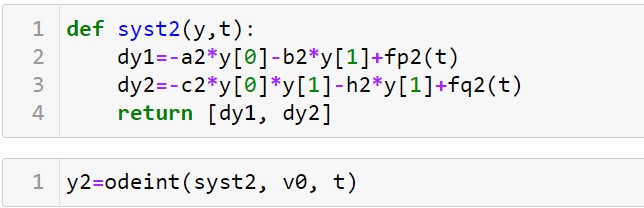 1 def syst2(y,t):
2     dy1=-a2*y[0]-b2*y[1]+fp2(t)
3     dy2=-c2*y[0]*y[1]-h2*y[1]+fq2(t)
4     return [dy1, dy2]
1 y2=odeint(syst2, v0, t)